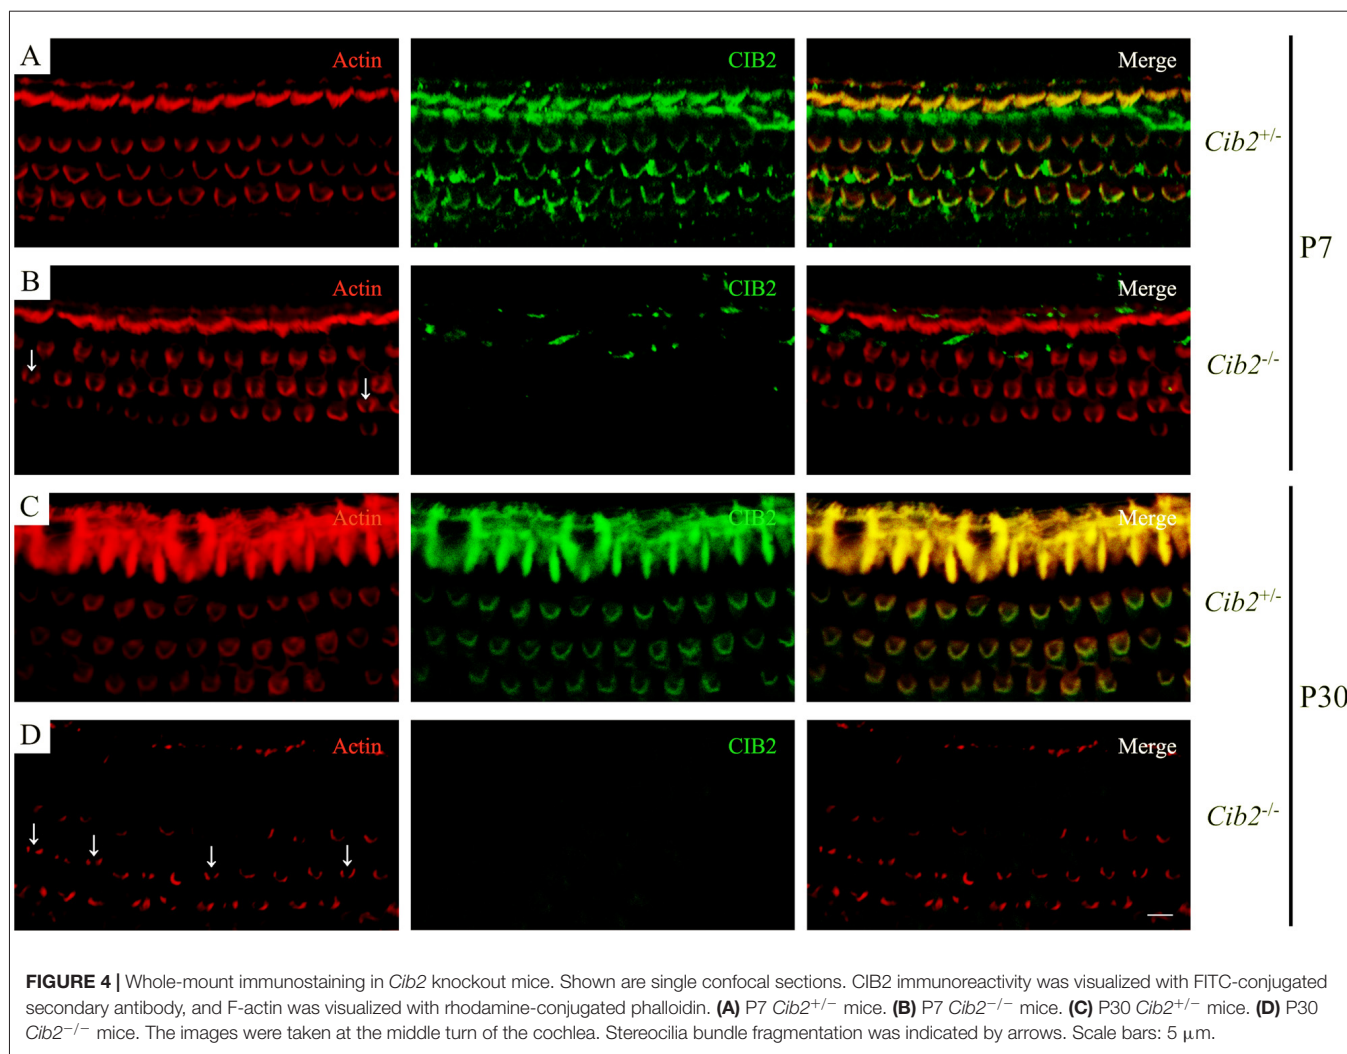 A Actin CIB2 Merge
Cib2+/-
P7
B Actin CIB2 Merge
Cib2-/-
C Actin CIB2 Merge
Cib2+/-
P30
D Actin CIB2 Merge
Cib2-/-
FIGURE 4 | Whole-mount immunostaining in Cib2 knockout mice. Shown are single confocal sections. CIB2 immunoreactivity was visualized with FITC-conjugated
secondary antibody, and F-actin was visualized with rhodamine-conjugated phalloidin. (A) P7 Cib2+/− mice. (B) P7 Cib2−/− mice. (C) P30 Cib2+/− mice. (D) P30
Cib2−/− mice. The images were taken at the middle turn of the cochlea. Stereocilia bundle fragmentation was indicated by arrows. Scale bars: 5 μm.